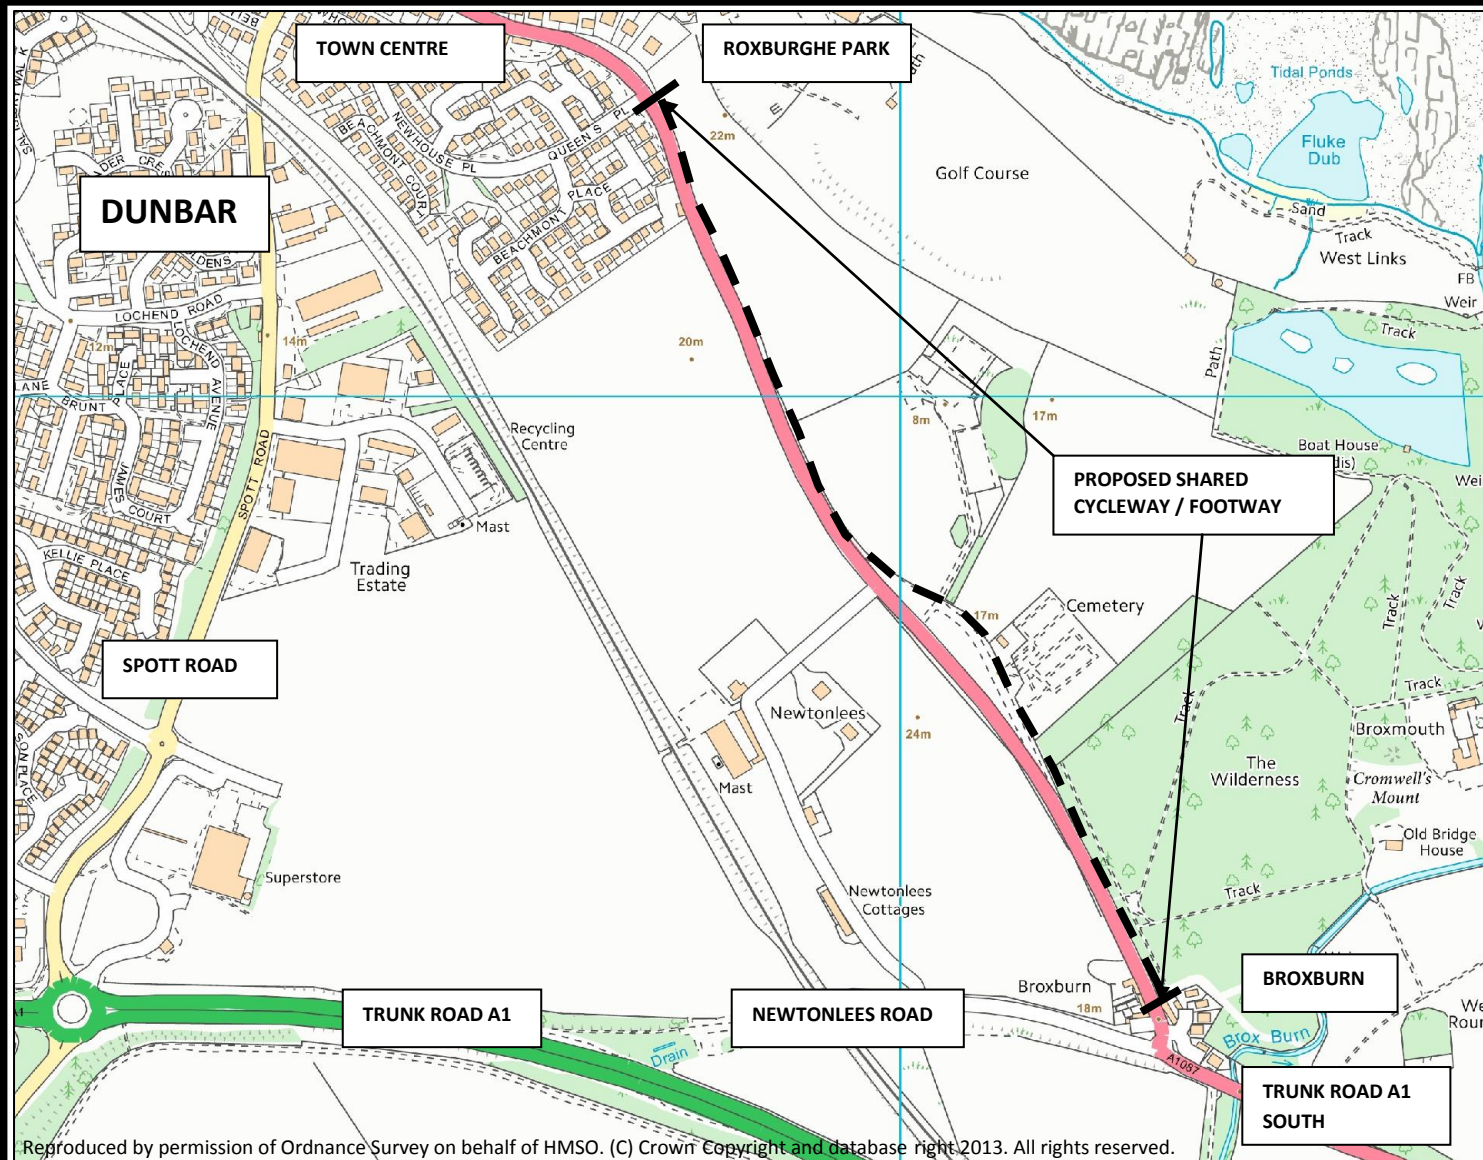 TOWN CENTRE
ROXBURGHE PARK
Tidal Ponds
Fluke
Dub
22m
BEACHMONT COURT
NEWHOUSE PL
QUEEN'S PL
BEACHMONT PLACE
Golf Course
Sand
Track
West Links
FB
Weir
DUNBAR
LOCHEND ROAD
LOCHEND AVENUE
14m
12m
20m
Track
Path
LANE
BRUNT
PLACE
JAMES
COURT
SPOTT ROAD
Recycling
Centre
8m
17m
Boat House
PROPOSED SHARED
CYCLEWAY / FOOTWAY
Mast
KELLIE PLACE
Trading
Estate
17m
Cemetery
Track
Track
SPOTT ROAD
Newtonlees
24m
Track
Track
Broxmouth
The
Wilderness
Cromwell's
Mount
Mast
Old Bridge
House
Superstore
Newtonlees
Cottages
Track
Broxburn
18m
BROXBURN
TRUNK ROAD A1
NEWTONLEES ROAD
Drain
Brox Burn
A1087
TRUNK ROAD A1
SOUTH
Reproduced by permission of Ordnance Survey on behalf of HMSO. (C) Crown Copyright and database right 2013. All rights reserved.